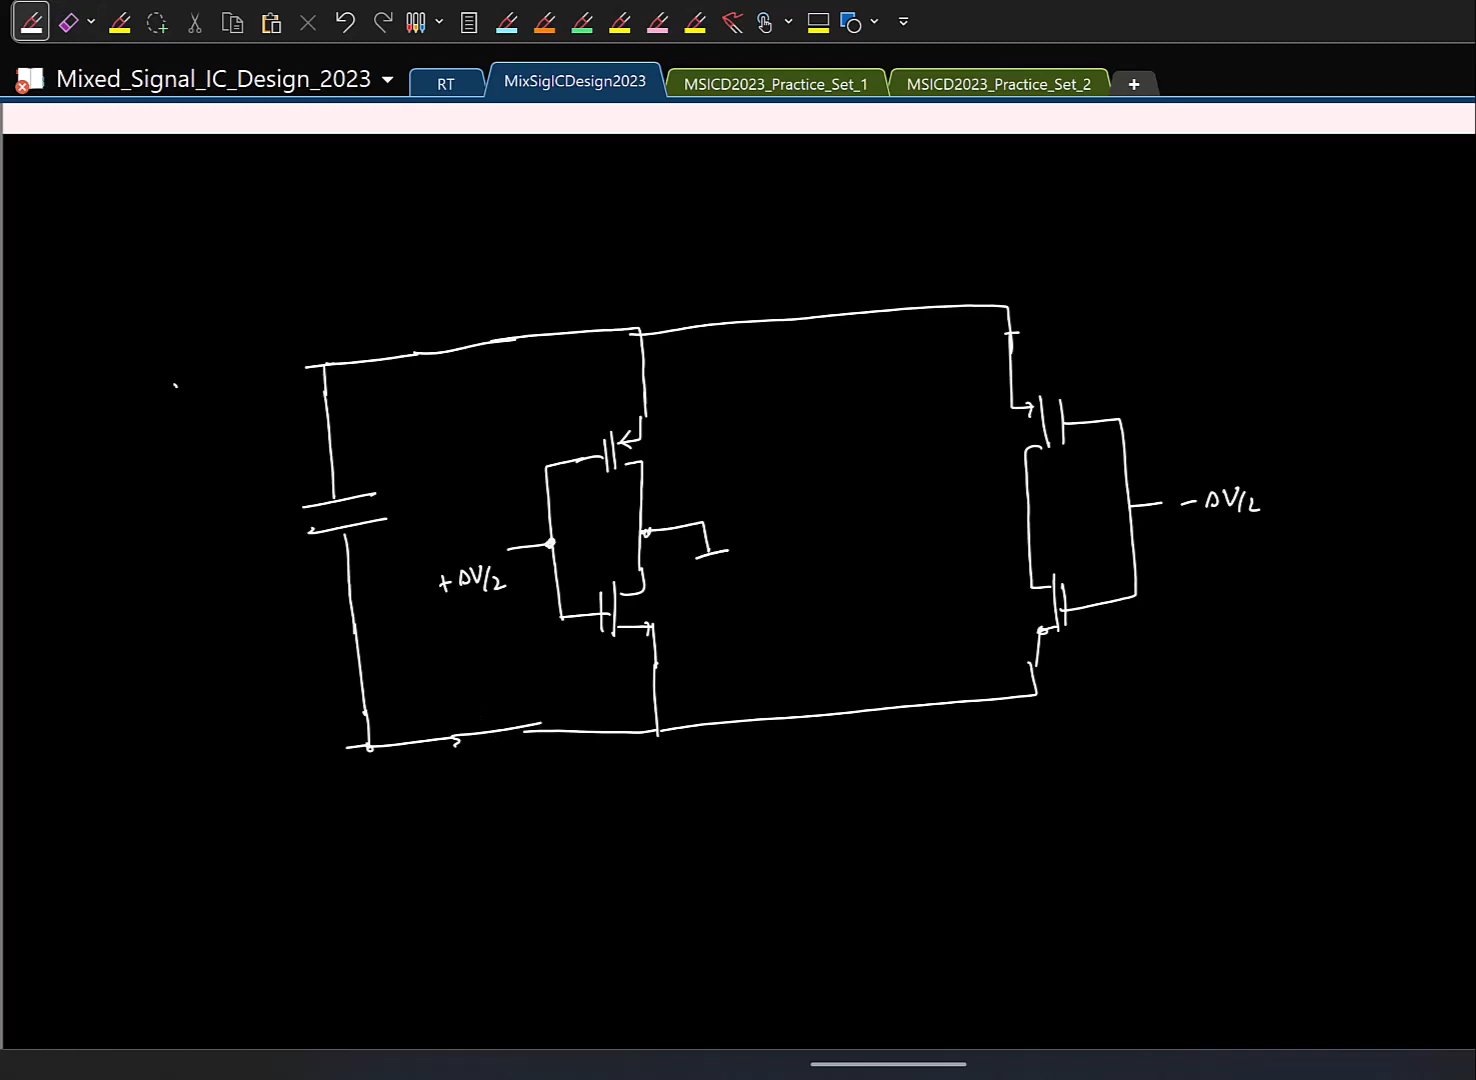 Mixed_Signal_IC_Design_2023
RT
MixSigICDesign2023
MSICD2023_Practice_Set_1
MSICD2023_Practice_Set_2
+
- ΔV/2
+ ΔV/2